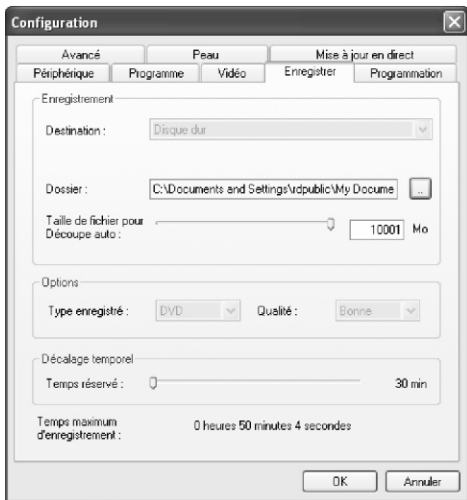 Configuration
Avancé Peau Mise à jour en direct
Périphérique Programme Vidéo Enregistrer Programmation
Enregistrement
Destination : Disque dur
Dossier : C:\Documents and Settings\rdpublic\My Docume ...
Taille de fichier pour
Découpe auto : 10001 Mo
Options
Type enregistré : DVD Qualité : Bonne
Décalage temporel
Temps réservé : 30 min
Temps maximum
d'enregistrement : 0 heures 50 minutes 4 secondes
OK Annuler